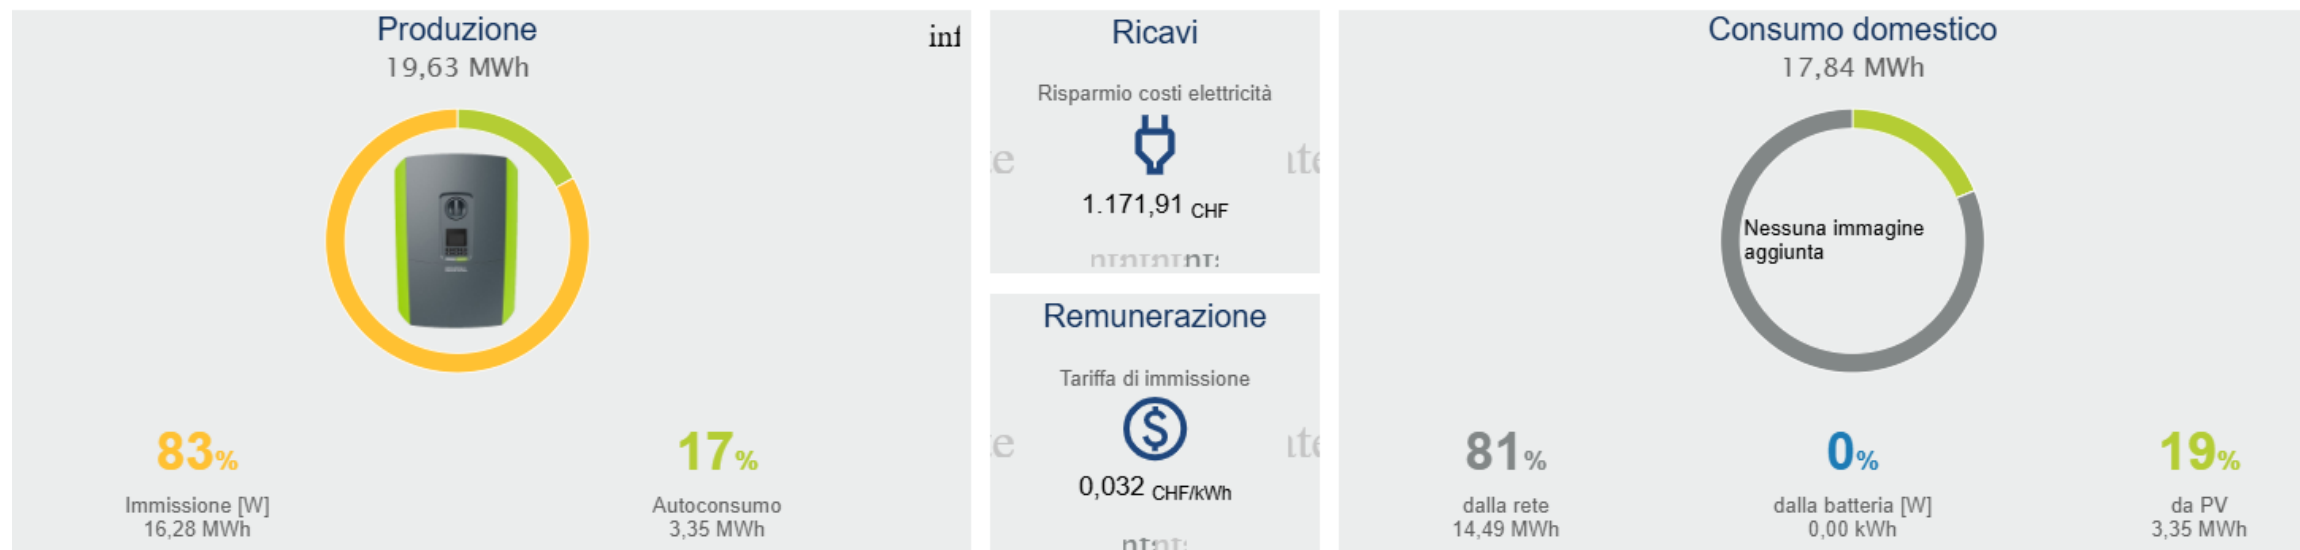 Produzione
19,63 MWh
83%
Immissione [W]
16,28 MWh
17%
Autoconsumo
3,35 MWh
Ricavi
Risparmio costi elettricità
1.171,91 CHF
Remunerazione
Tariffa di immissione
0,032 CHF/kWh
Consumo domestico
17,84 MWh
Nessuna immagine
aggiunta
81%
dalla rete
14,49 MWh
0%
dalla batteria [W]
0,00 kWh
19%
da PV
3,35 MWh